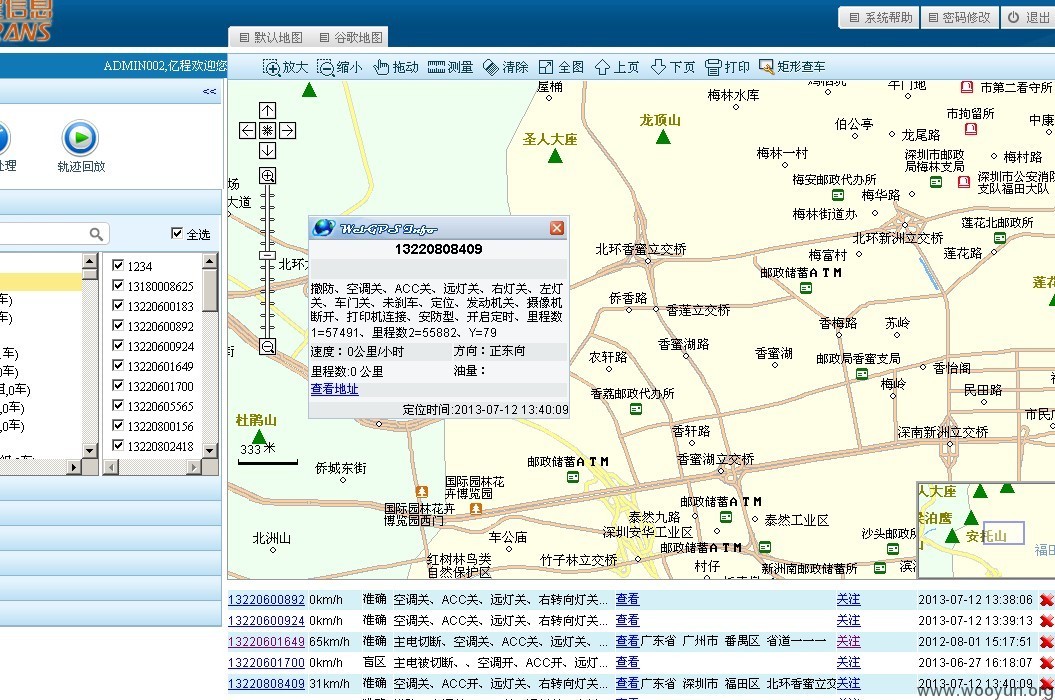 系统帮助 密码修改 退出
RANS
默认地图 谷歌地图
ADMIN002,亿程欢迎您
放大 缩小 拖动 测量 清除 全图 上页 下页 打印 矩形查车
<<
轨迹回放
全选
1234
13180008625
13220600183
13220600892
13220600924
13220601649
13220601700
13220605565
13220800156
13220802418
梅林水库
市第二看守所
圣人大座
龙顶山
伯公亭
市拘留所
中康
龙尾路
梅林一村
深圳市邮政
局梅林支局
梅村路
梅安邮政代办所
梅华路
深圳市公安消防
支队福田大队
梅林街道办
莲花北邮政所
北环香蜜立交桥
北环新洲立交桥
梅富村
莲花路
邮政储蓄ATM
侨香路
香莲立交桥
香梅路
苏岭
农轩路
香蜜湖路
香蜜湖
邮政局香蜜支局
香怡阁
梅岭
民田路
香荔邮政代办所
香轩路
深南新洲立交桥
杜鹃山
333米
侨城东街
邮政储蓄ATM
香蜜湖立交桥
国际园林花
卉博览园
国际园林花卉
博览园西门
邮政储蓄ATM
泰然九路
泰然工业区
深圳安华工业区
北洲山
车公庙
邮政储蓄ATM
沙头邮政所
红树林鸟类
自然保护区
竹子林立交桥
村仔
新洲南邮政储蓄所
人大座
安托山
WebGPS Infor
13220808409
撤防、空调关、ACC关、远灯关、右灯关、左灯
关、车门关、未刹车、定位、发动机关、摄像机
断开、打印机连接、安防型、开启定时、里程数
1=57491、里程数2=55882、Y=79
速度：0公里/小时 方向：正东向
里程数:0 公里 油量：
查看地址
定位时间:2013-07-12 13:40:09
13220600892 0km/h 准确 空调关、ACC关、远灯关、右转向灯关... 查看 关注 2013-07-12 13:38:06
13220600924 0km/h 准确 空调关、ACC关、远灯关、右转向灯关... 查看 关注 2013-07-12 13:39:13
13220601649 65km/h 准确 主电切断、空调关、ACC关、远灯关、... 查看 广东省 广州市 番禺区 省道一一一 关注 2012-08-01 15:17:51
13220601700 0km/h 盲区 主电被切断、、空调开、ACC开、远灯... 查看 关注 2013-06-27 16:18:07
13220808409 31km/h 准确 空调关、ACC开、远灯关、右转向灯关... 查看 广东省 深圳市 福田区 北环香蜜立交 关注 2013-07-12 13:40:09